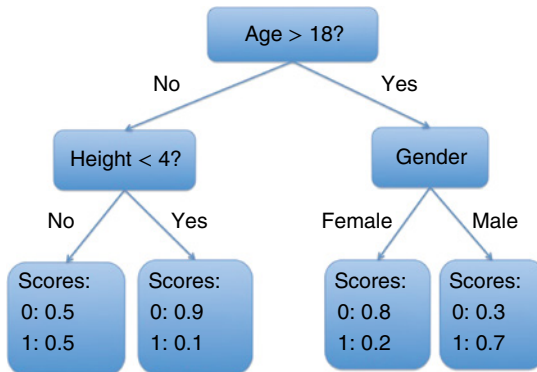 Age > 18?
No
Yes
Height < 4?
Gender
No
Yes
Female
Male
Scores:
0: 0.5
1: 0.5
Scores:
0: 0.9
1: 0.1
Scores:
0: 0.8
1: 0.2
Scores:
0: 0.3
1: 0.7